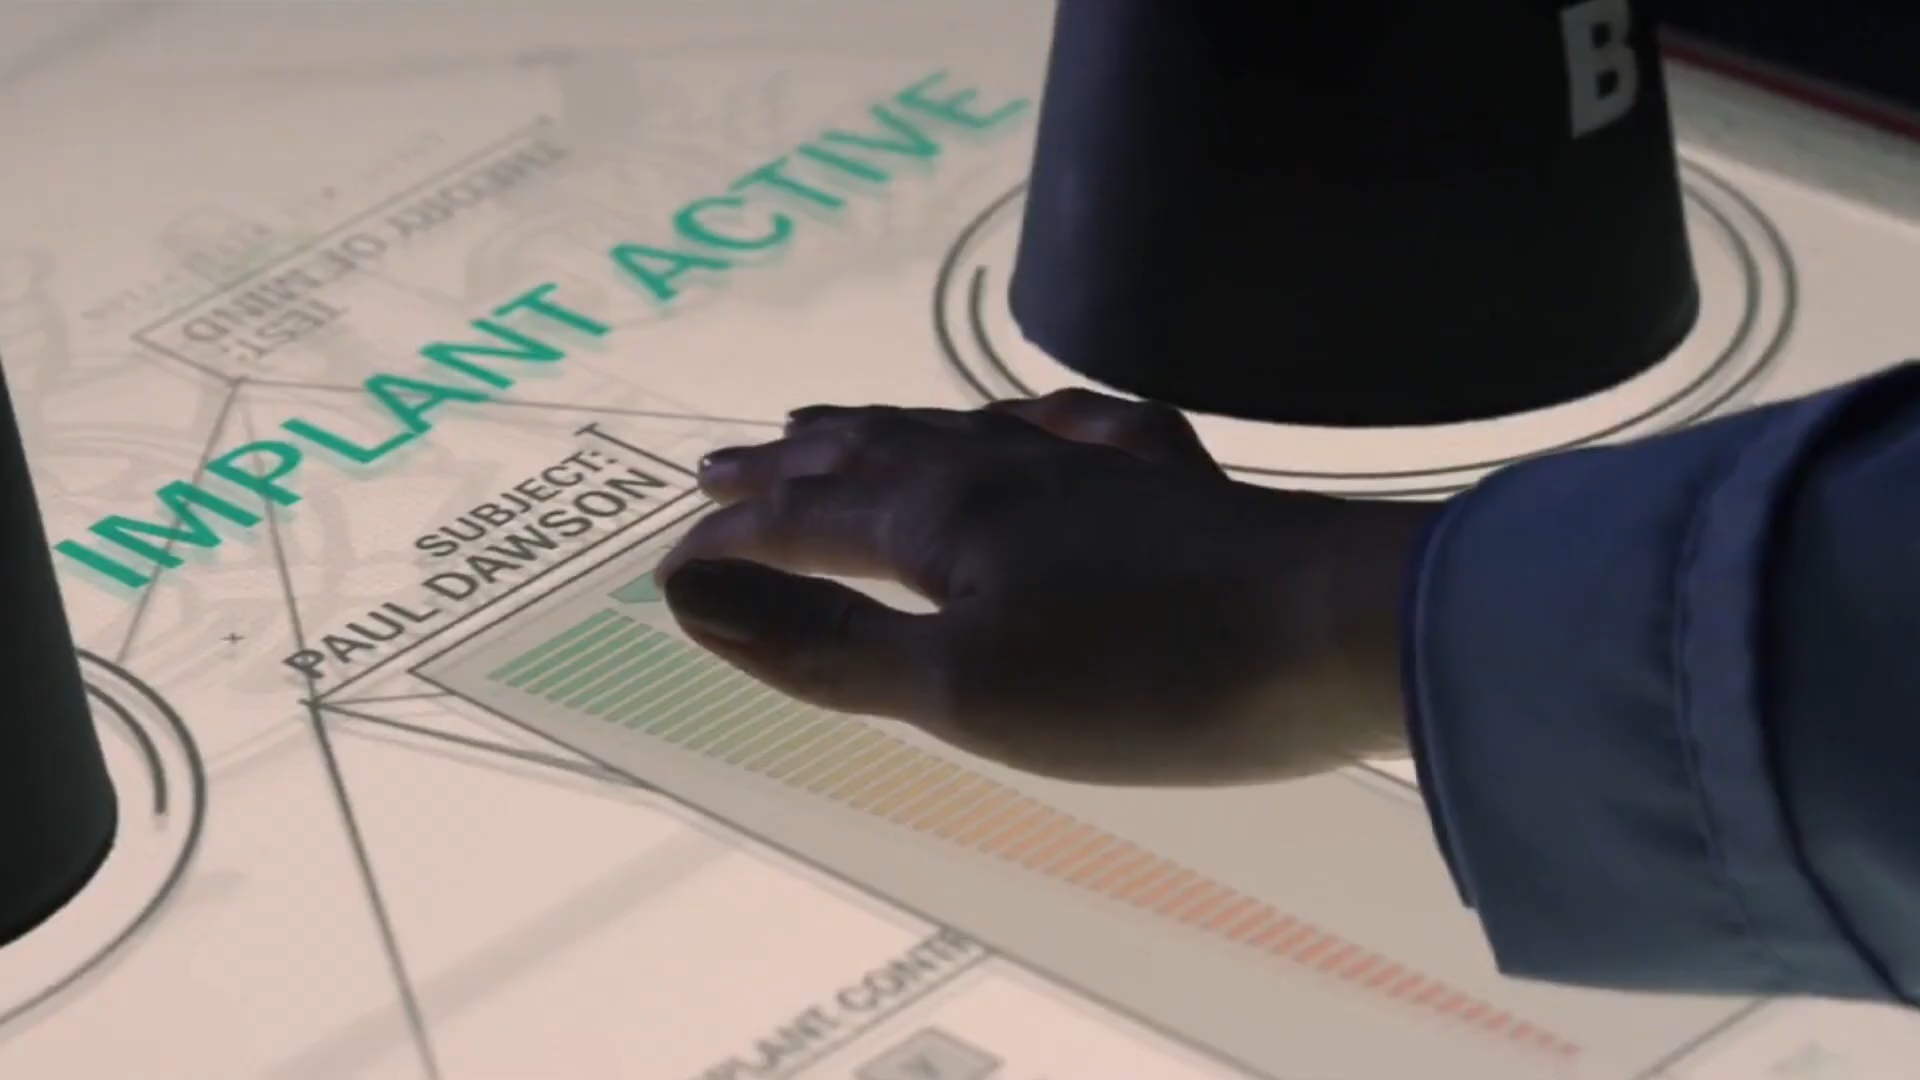 B
IMPLANT ACTIVE
THEORY OF MIND
TEST:
SUBJECT:
PAUL DAWSON